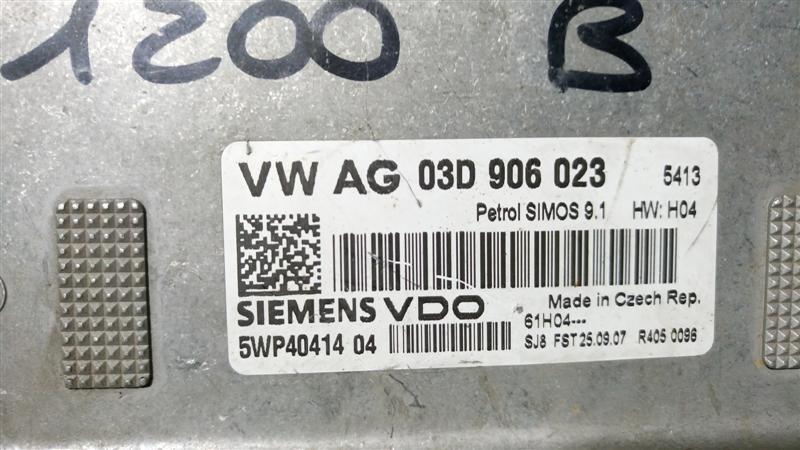 1200 B
VW AG 03D 906 023 5413
Petrol SIMOS 9.1 HW: H04
SIEMENS VDO Made in Czech Rep.
61H04---
5WP40414 04 SJ8 FST 25.09.07 R405 0096